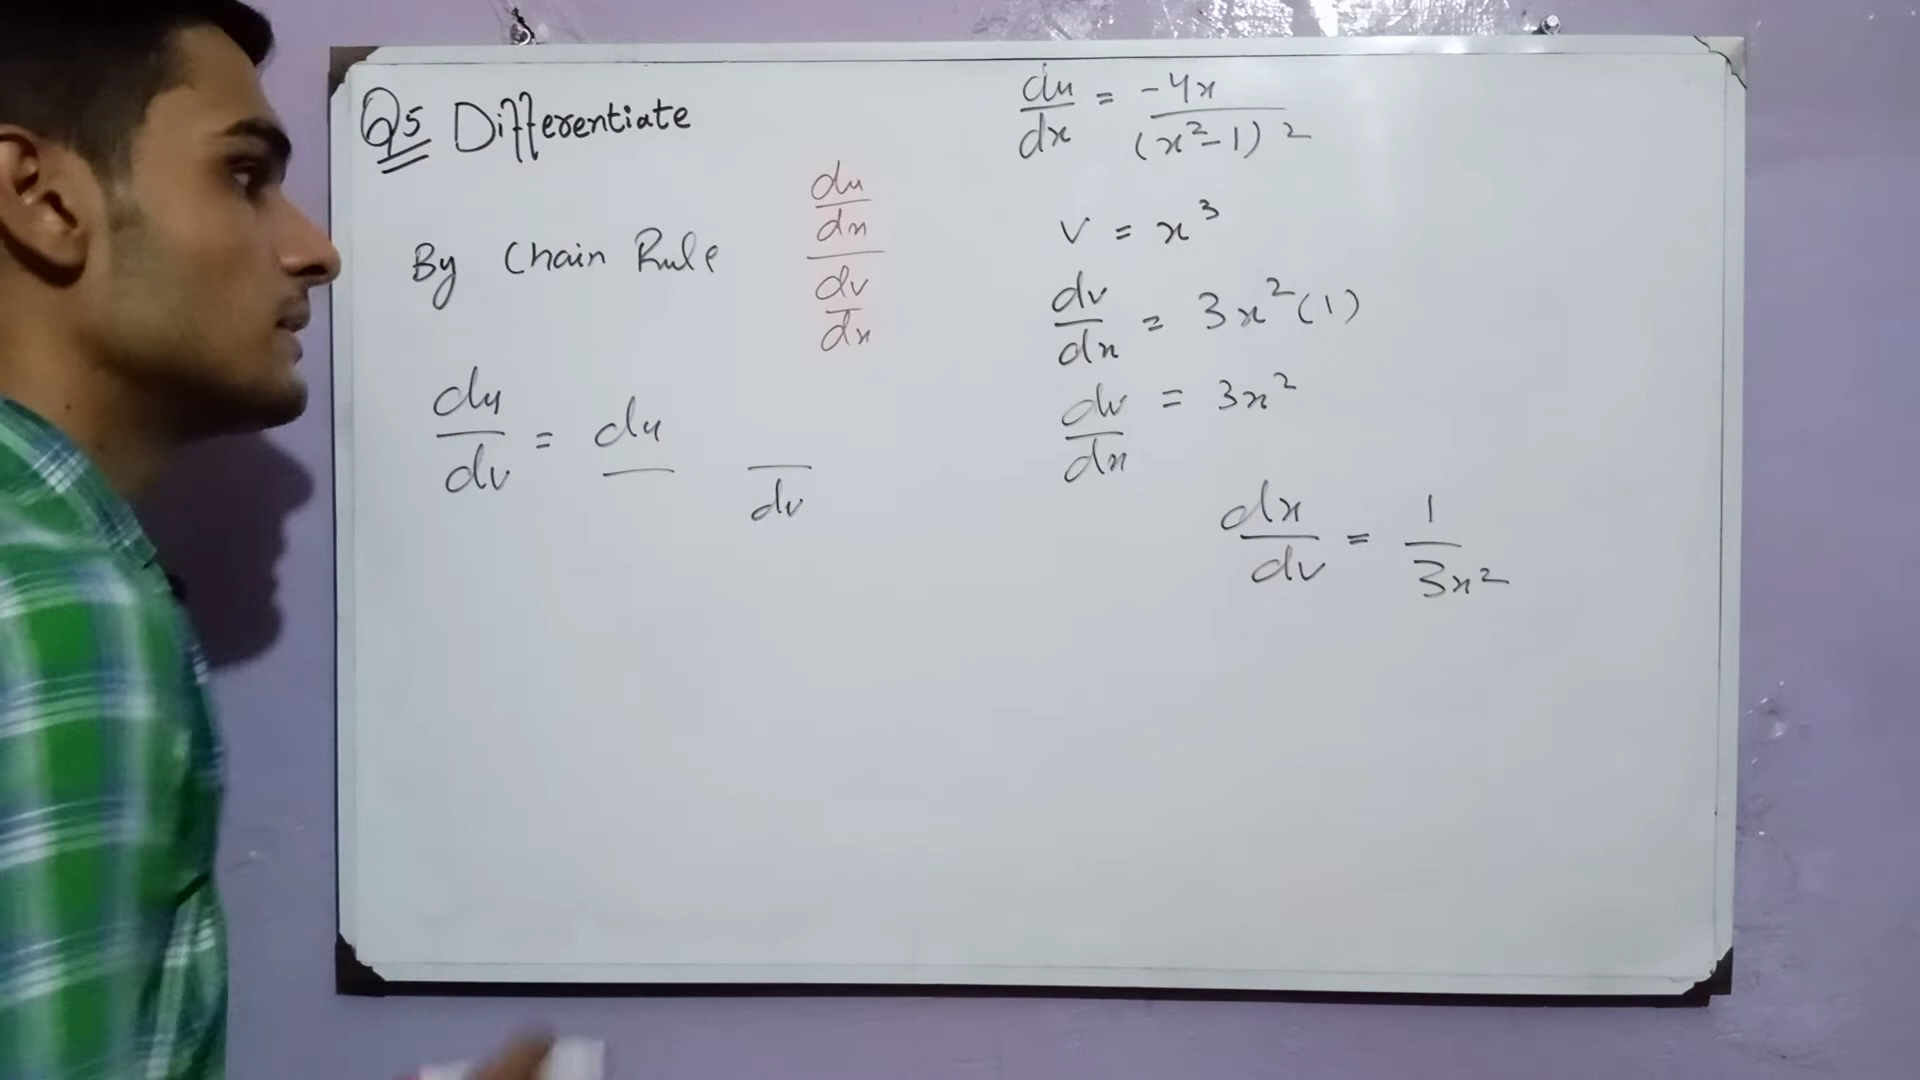 Q5 Differentiate
By Chain Rule
du
dx
dv
dx
du/dv = du/ /dv
du/dx = -4x/(x²-1)²
v = x³
dv/dx = 3x²(1)
dv/dx = 3x²
dx/dv = 1/3x²